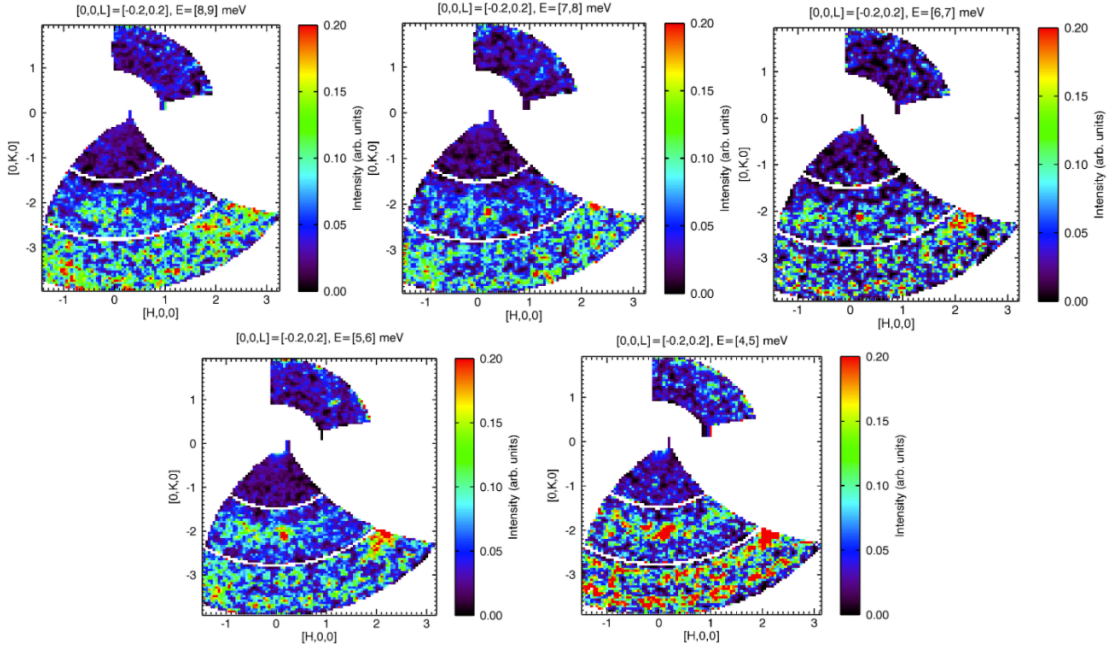 [0,0,L]=[-0.2,0.2], E=[8,9] meV
[0,K,0]
1
0
-1
-2
-3
-1 0 1 2 3
[H,0,0]
0.20
0.15
0.10
0.05
0.00
Intensity (arb. units)
[0,0,L]=[-0.2,0.2], E=[7,8] meV
[0,K,0]
1
0
-1
-2
-3
-1 0 1 2 3
[H,0,0]
0.20
0.15
0.10
0.05
0.00
Intensity (arb. units)
[0,0,L]=[-0.2,0.2], E=[6,7] meV
[0,K,0]
1
0
-1
-2
-3
-1 0 1 2 3
[H,0,0]
0.20
0.15
0.10
0.05
0.00
Intensity (arb. units)
[0,0,L]=[-0.2,0.2], E=[5,6] meV
[0,K,0]
1
0
-1
-2
-3
-1 0 1 2 3
[H,0,0]
0.20
0.15
0.10
0.05
0.00
Intensity (arb. units)
[0,0,L]=[-0.2,0.2], E=[4,5] meV
[0,K,0]
1
0
-1
-2
-3
-1 0 1 2 3
[H,0,0]
0.20
0.15
0.10
0.05
0.00
Intensity (arb. units)